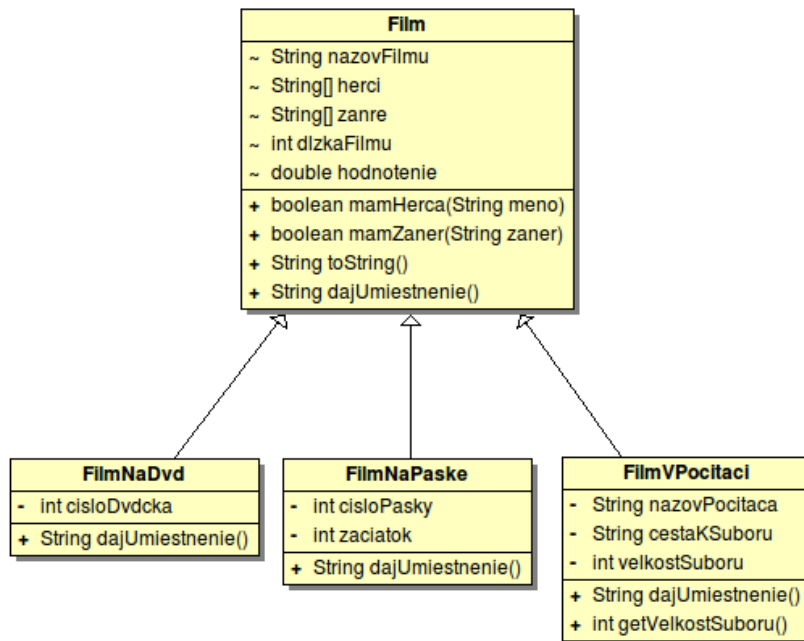 Film
~ String nazovFilmu
~ String[] herci
~ String[] zanre
~ int dlzkaFilmu
~ double hodnotenie
+ boolean mamHerca(String meno)
+ boolean mamZaner(String zaner)
+ String toString()
+ String dajUmiestnenie()
FilmNaDvd
- int cisloDvdcka
+ String dajUmiestnenie()
FilmNaPaske
- int cisloPasky
- int zaciatok
+ String dajUmiestnenie()
FilmVPocitaci
- String nazovPocitaca
- String cestaKSuboru
- int velkostSuboru
+ String dajUmiestnenie()
+ int getVelkostSuboru()